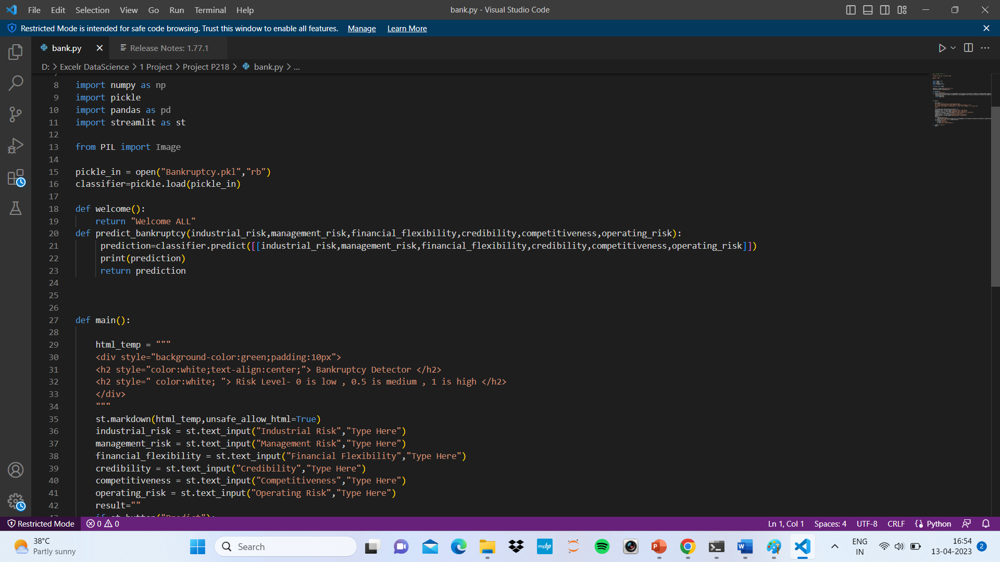 File Edit Selection View Go Run Terminal Help
bank.py - Visual Studio Code
Restricted Mode is intended for safe code browsing. Trust this window to enable all features. Manage Learn More
bank.py
Release Notes: 1.77.1
D: > Excelr DataScience > 1 Project > Project P218 > bank.py > ...
8 import numpy as np
9 import pickle
10 import pandas as pd
11 import streamlit as st
12
13 from PIL import Image
14
15 pickle_in = open("Bankruptcy.pkl","rb")
16 classifier=pickle.load(pickle_in)
17
18 def welcome():
19     return "Welcome ALL"
20 def predict_bankruptcy(industrial_risk,management_risk,financial_flexibility,credibility,competitiveness,operating_risk):
21      prediction=classifier.predict([[industrial_risk,management_risk,financial_flexibility,credibility,competitiveness,operating_risk]])
22      print(prediction)
23      return prediction
24
25
26
27 def main():
28
29     html_temp = """
30     <div style="background-color:green;padding:10px">
31     <h2 style="color:white;text-align:center;"> Bankruptcy Detector </h2>
32     <h2 style=" color:white; "> Risk Level- 0 is low , 0.5 is medium , 1 is high </h2>
33     </div>
34     """
35     st.markdown(html_temp,unsafe_allow_html=True)
36     industrial_risk = st.text_input("Industrial Risk","Type Here")
37     management_risk = st.text_input("Management Risk","Type Here")
38     financial_flexibility = st.text_input("Financial Flexibility","Type Here")
39     credibility = st.text_input("Credibility","Type Here")
40     competitiveness = st.text_input("Competitiveness","Type Here")
41     operating_risk = st.text_input("Operating Risk","Type Here")
42     result=""
43     if st.button("Predict"):
Restricted Mode 0 0
Ln 1, Col 1 Spaces: 4 UTF-8 CRLF Python
38°C
Partly sunny
Search
myhp
ENG
IN
16:54
13-04-2023
2